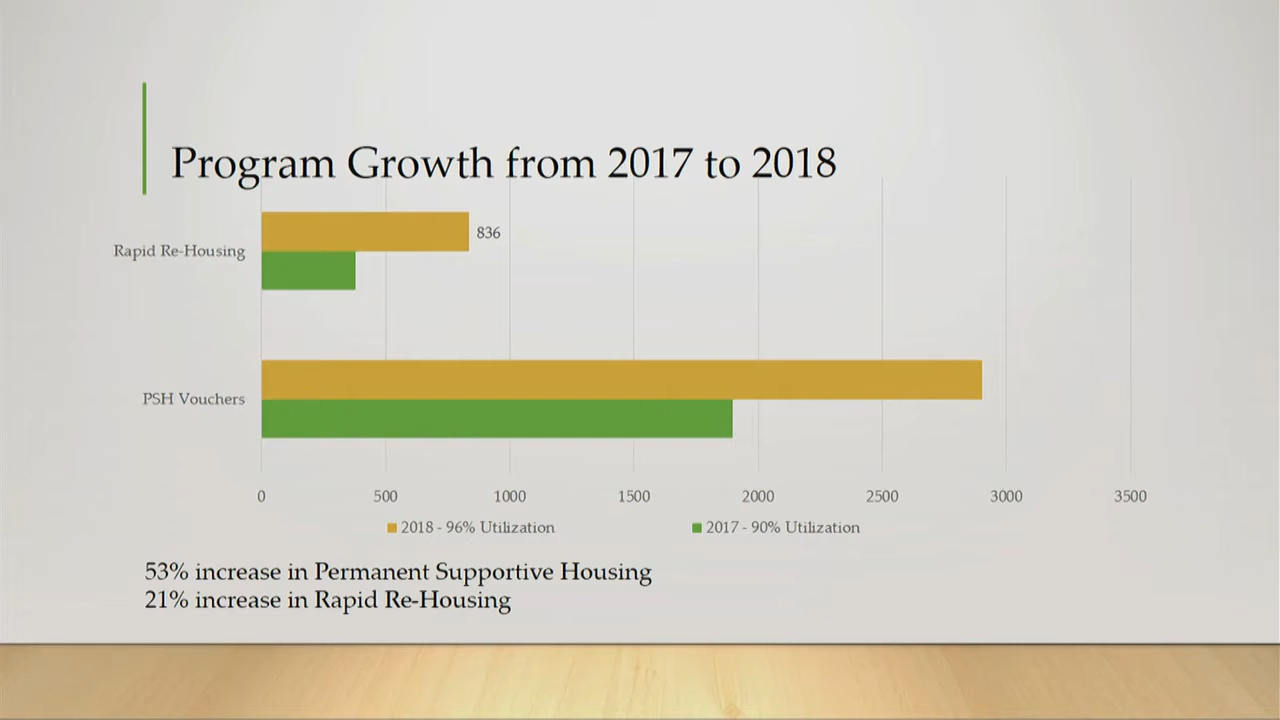 Program Growth from 2017 to 2018
836
Rapid Re-Housing
PSH Vouchers
0 500 1000 1500 2000 2500 3000 3500
2018 - 96% Utilization 2017 - 90% Utilization
53% increase in Permanent Supportive Housing
21% increase in Rapid Re-Housing